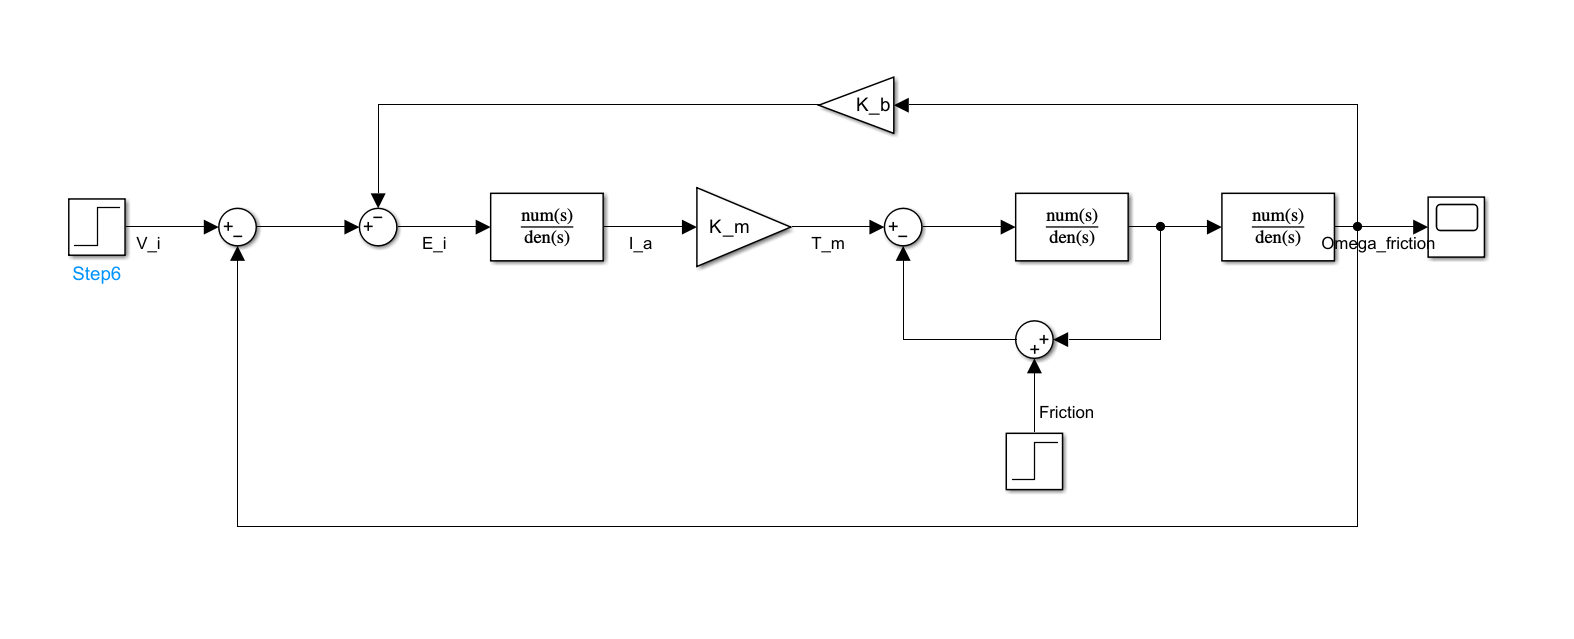 K_b
V_i
Step6
+
−
+
−
E_i
num(s)
den(s)
I_a
K_m
T_m
+
−
num(s)
den(s)
num(s)
den(s)
Omega_friction
+
+
Friction